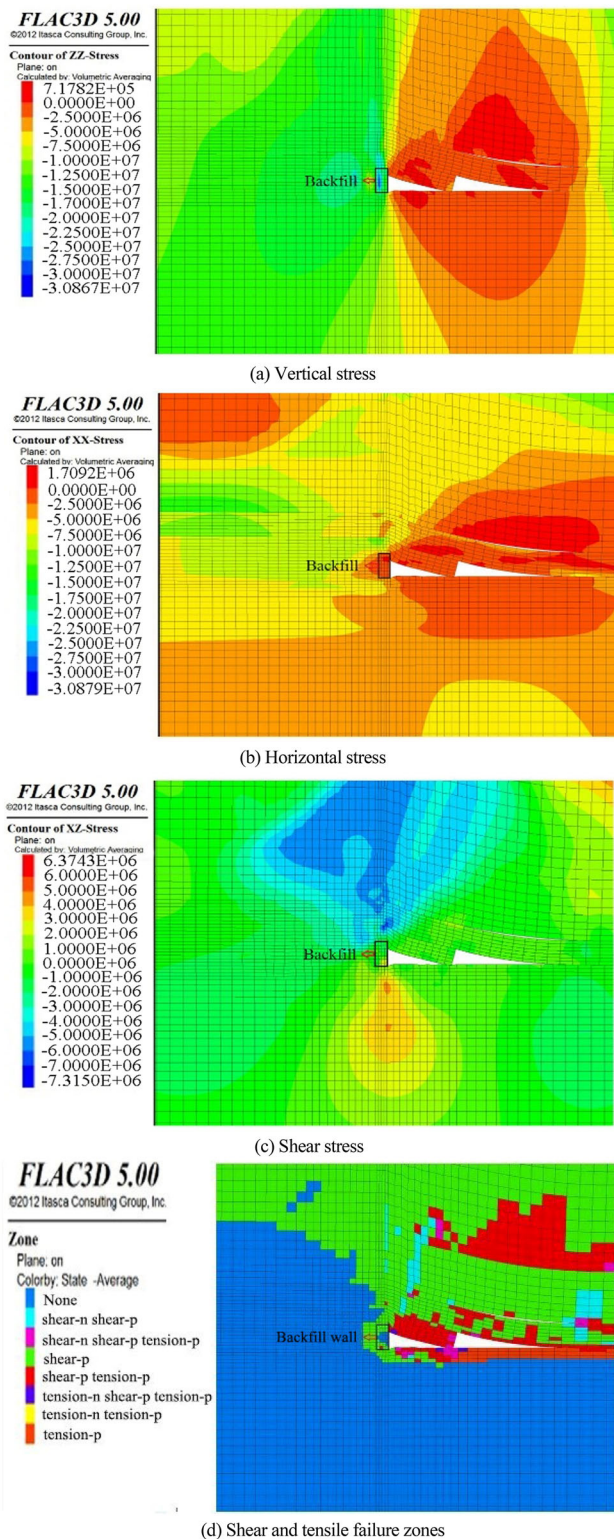 FLAC3D 5.00
©2012 Itasca Consulting Group, Inc.
Contour of ZZ-Stress
Plane: on
Calculated by: Volumetric Averaging
7.1782E+05
0.0000E+00
-2.5000E+06
-5.0000E+06
-7.5000E+06
-1.0000E+07
-1.2500E+07
-1.5000E+07
-1.7500E+07
-2.0000E+07
-2.2500E+07
-2.5000E+07
-2.7500E+07
-3.0000E+07
-3.0867E+07
Backfill
(a) Vertical stress
FLAC3D 5.00
©2012 Itasca Consulting Group, Inc.
Contour of XX-Stress
Plane: on
Calculated by: Volumetric Averaging
1.7092E+06
0.0000E+00
-2.5000E+06
-5.0000E+06
-7.5000E+06
-1.0000E+07
-1.2500E+07
-1.5000E+07
-1.7500E+07
-2.0000E+07
-2.2500E+07
-2.5000E+07
-2.7500E+07
-3.0000E+07
-3.0879E+07
Backfill
(b) Horizontal stress
FLAC3D 5.00
©2012 Itasca Consulting Group, Inc.
Contour of XZ-Stress
Plane: on
Calculated by: Volumetric Averaging
6.3743E+06
6.0000E+06
5.0000E+06
4.0000E+06
3.0000E+06
2.0000E+06
1.0000E+06
0.0000E+06
-1.0000E+06
-2.0000E+06
-3.0000E+06
-4.0000E+06
-5.0000E+06
-6.0000E+06
-7.0000E+06
-7.3150E+06
Backfill
(c) Shear stress
FLAC3D 5.00
©2012 Itasca Consulting Group, Inc.
Zone
Plane: on
Colorby: State -Average
None
shear-n shear-p
shear-n shear-p tension-p
shear-p
shear-p tension-p
tension-n shear-p tension-p
tension-n tension-p
tension-p
Backfill wall
(d) Shear and tensile failure zones